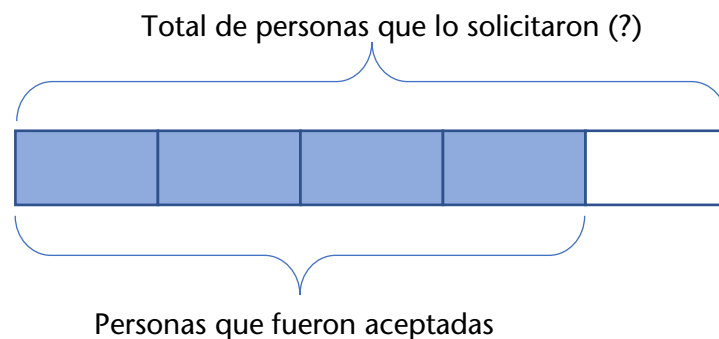 Total de personas que lo solicitaron (?)
Personas que fueron aceptadas